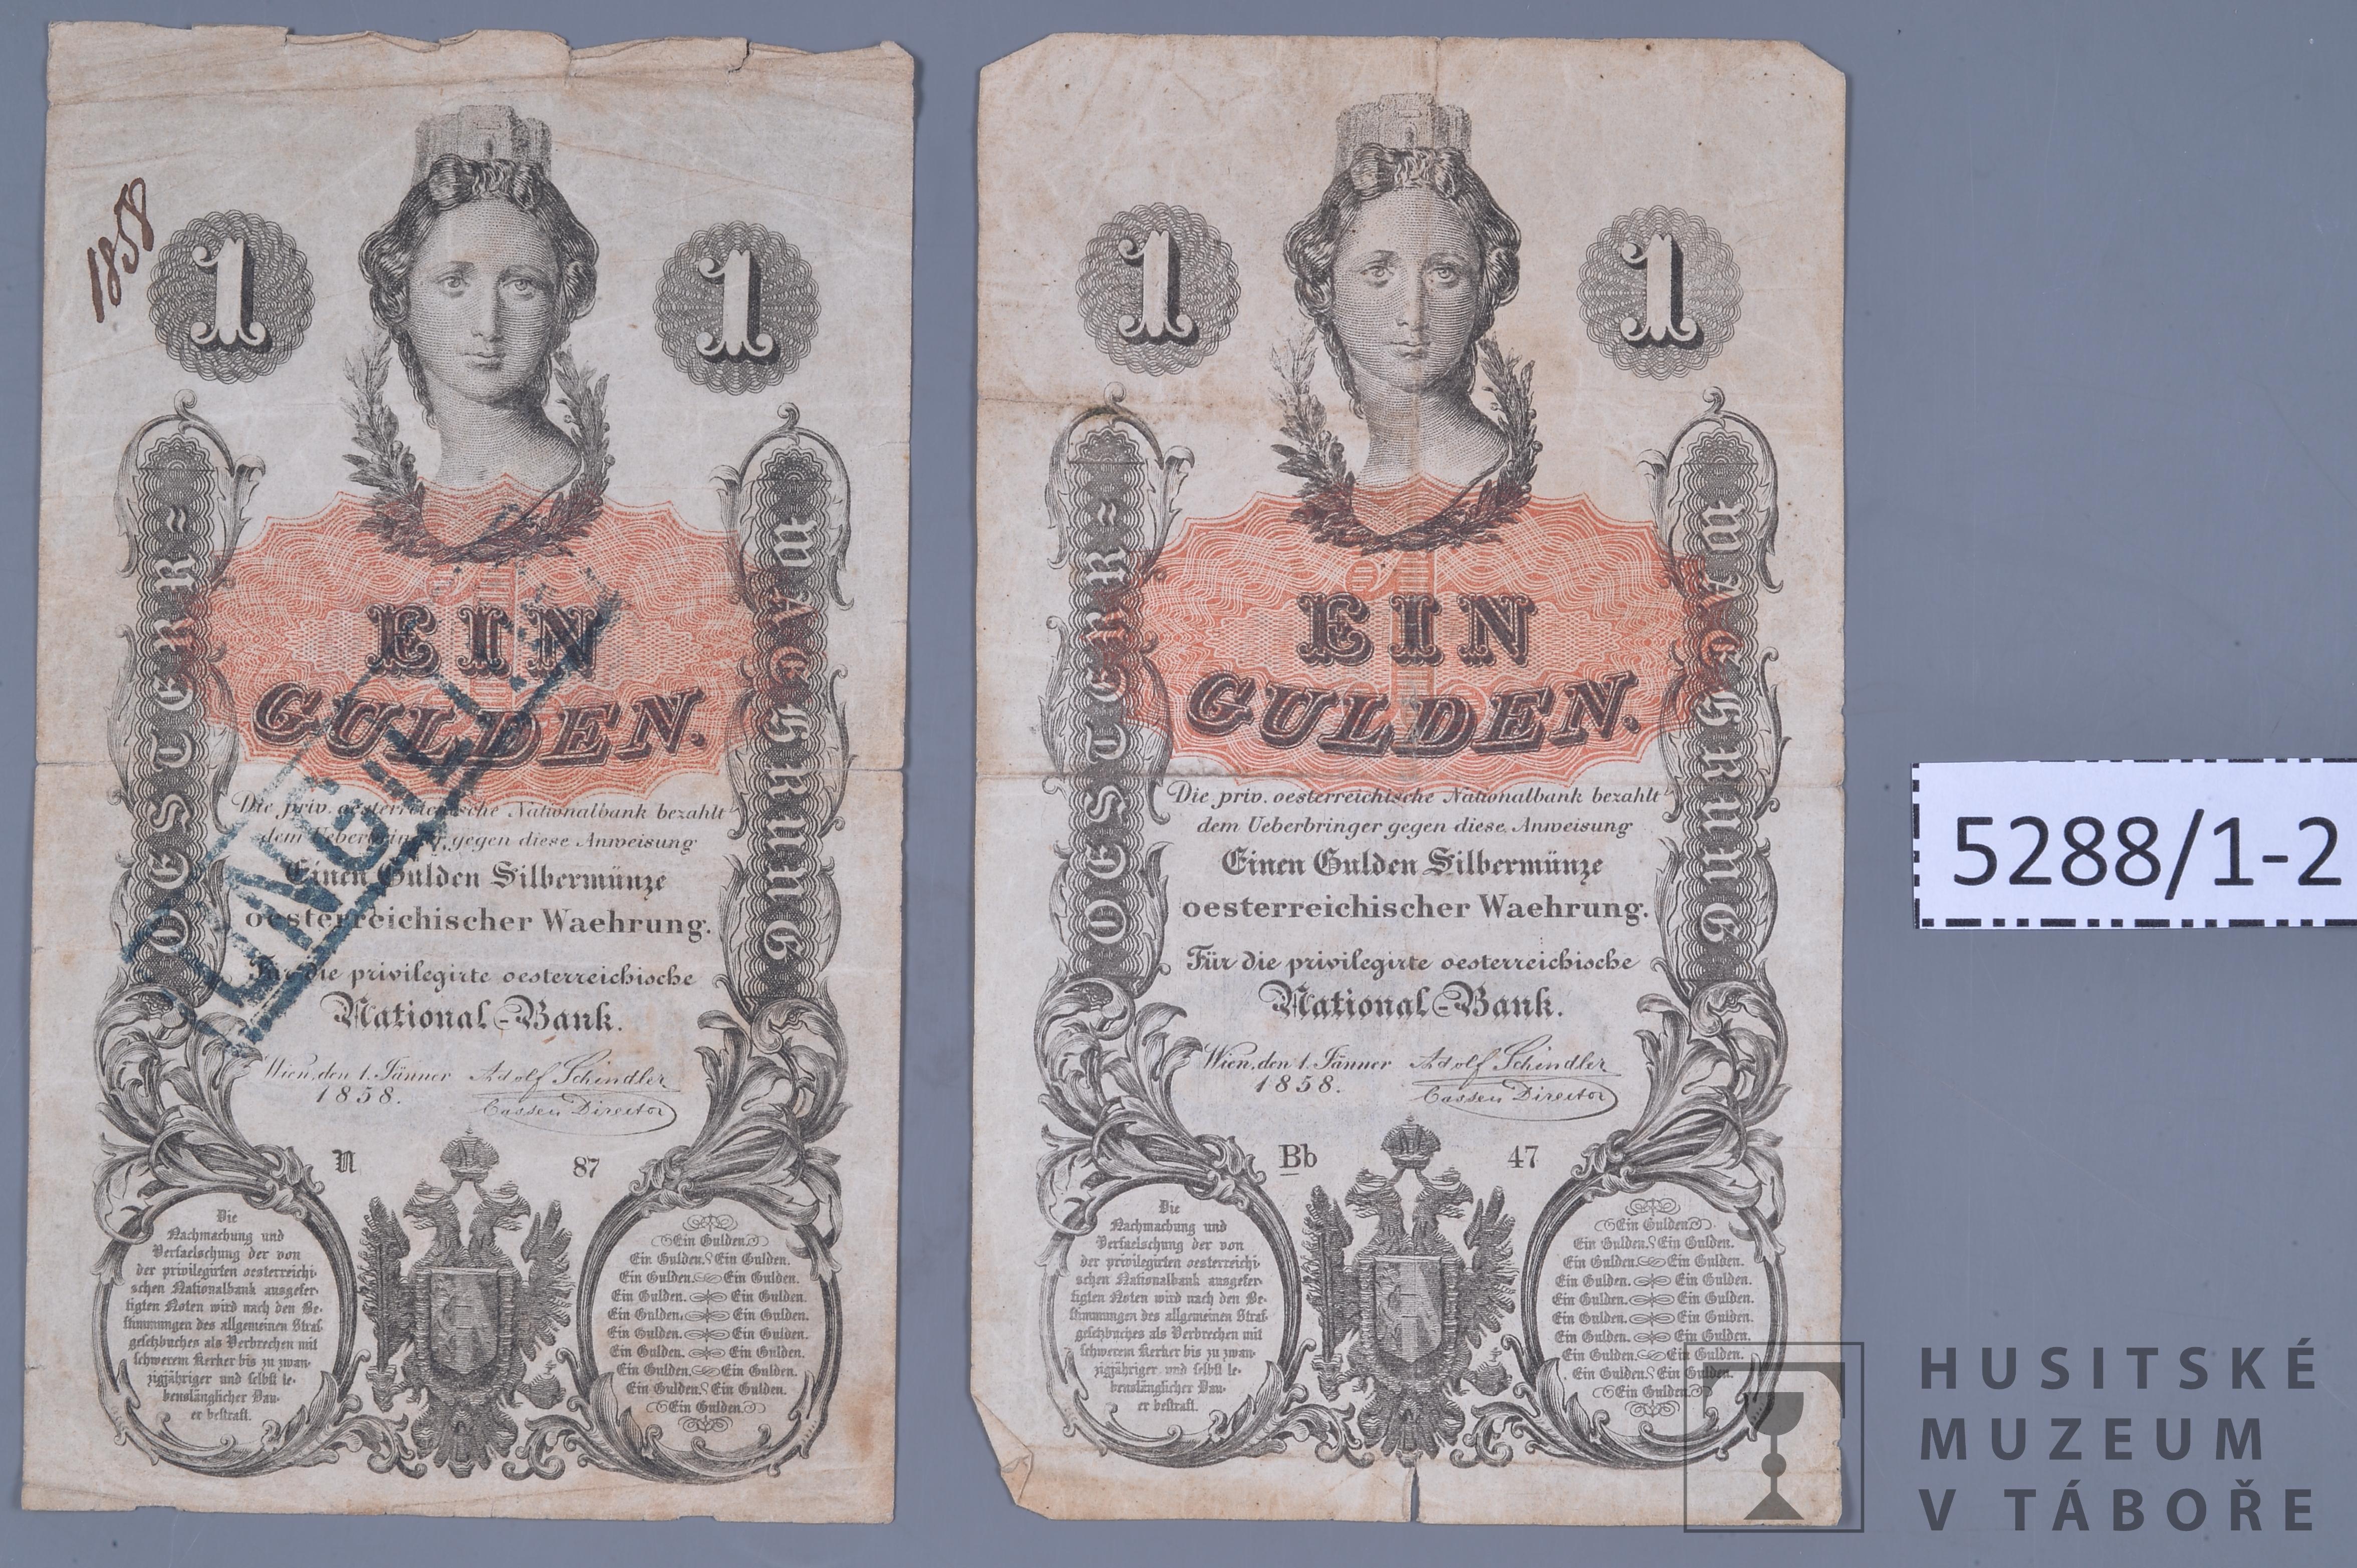 1858
1
1
OESTERR=
WAEHRUNG
EIN
GULDEN.
Die priv. oesterreichische Nationalbank bezahlt
dem Ueberbringer gegen diese Anweisung
Einen Gulden Silbermünze
oesterreichischer Waehrung.
Für die privilegirte oesterreichische
National-Bank.
Wien, den 1. Jänner
1858.
Adolf Schindler
Cassen Director
N
87
Die
Nachmachung und
Verfaelschung der von
der privilegirten oesterreichi-
schen Nationalbank ausgefer-
tigten Noten wird nach den Be-
stimmungen des allgemeinen Straf-
gesetzbuches als Verbrechen mit
schwerem Kerker bis zu zwan-
zigjähriger und selbst le-
benslänglicher Dau-
er bestraft.
Ein Gulden.
Ein Gulden. Ein Gulden.
Ein Gulden. Ein Gulden.
Ein Gulden. Ein Gulden.
Ein Gulden. Ein Gulden.
Ein Gulden. Ein Gulden.
Ein Gulden. Ein Gulden.
Ein Gulden. Ein Gulden.
Ein Gulden. Ein Gulden.
Ein Gulden.
1
1
OESTERR=
WAEHRUNG
EIN
GULDEN.
Die priv. oesterreichische Nationalbank bezahlt
dem Ueberbringer gegen diese Anweisung
Einen Gulden Silbermünze
oesterreichischer Waehrung.
Für die privilegirte oesterreichische
National-Bank.
Wien, den 1. Jänner
1858.
Adolf Schindler
Cassen Director
Bb
47
Die
Nachmachung und
Verfaelschung der von
der privilegirten oesterreichi-
schen Nationalbank ausgefer-
tigten Noten wird nach den Be-
stimmungen des allgemeinen Straf-
gesetzbuches als Verbrechen mit
schwerem Kerker bis zu zwan-
zigjähriger und selbst le-
benslänglicher Dau-
er bestraft.
Ein Gulden.
Ein Gulden. Ein Gulden.
Ein Gulden. Ein Gulden.
Ein Gulden. Ein Gulden.
Ein Gulden. Ein Gulden.
Ein Gulden. Ein Gulden.
Ein Gulden. Ein Gulden.
Ein Gulden. Ein Gulden.
Ein Gulden. Ein Gulden.
Ein Gulden.
5288/1-2
HUSITSKÉ
MUZEUM
V TÁBOŘE